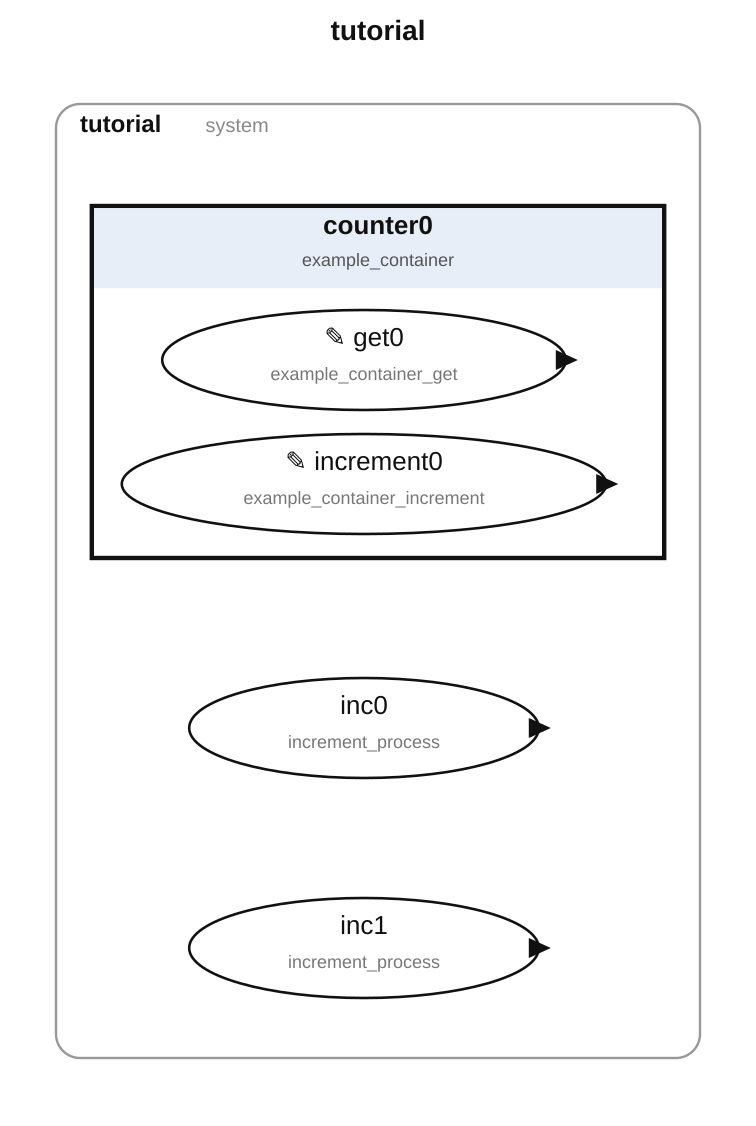 tutorial
tutorial system
counter0
example_container
✎ get0
example_container_get
✎ increment0
example_container_increment
inc0
increment_process
inc1
increment_process